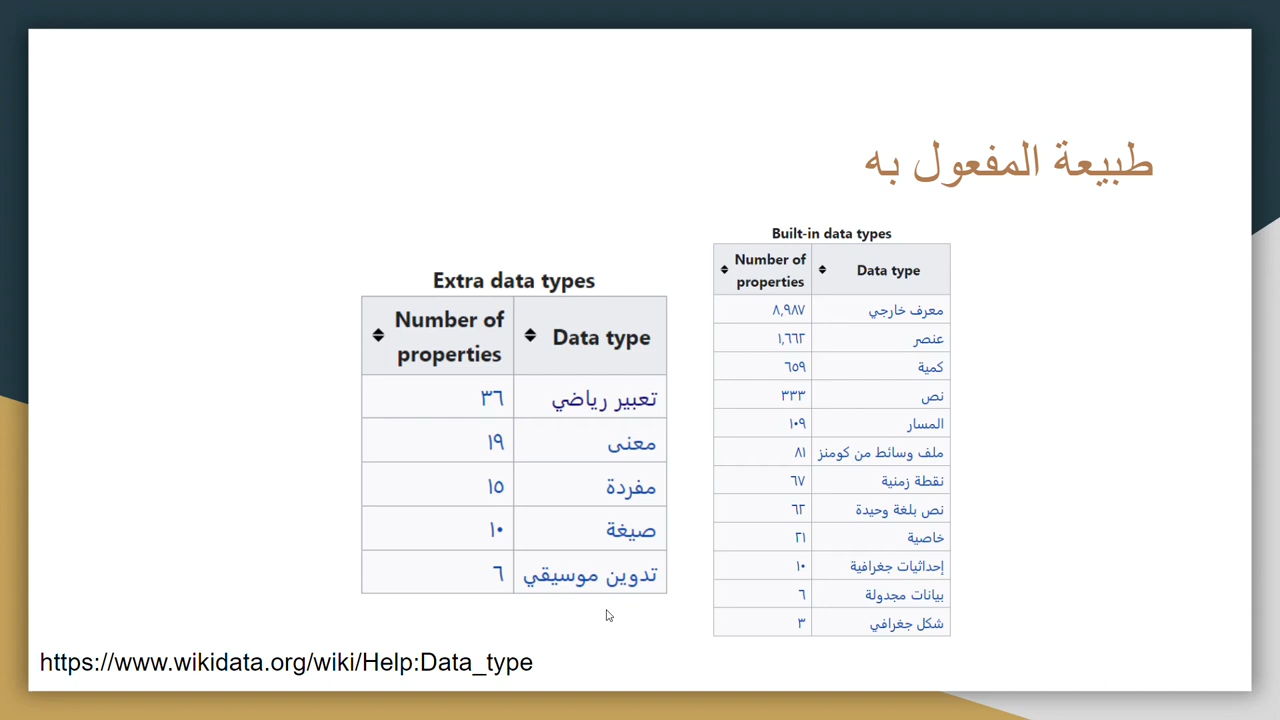 طبيعة المفعول به
Built-in data types
Data type Number of properties
معرف خارجي ٨,٩٨٧
عنصر ١,٦٦٢
كمية ٦٥٩
نص ٣٣٣
المسار ١٠٩
ملف وسائط من كومنز ٨١
نقطة زمنية ٦٧
نص بلغة وحيدة ٦٢
خاصية ٢١
إحداثيات جغرافية ١٠
بيانات مجدولة ٦
شكل جغرافي ٣
Extra data types
Data type Number of properties
تعبير رياضي ٣٦
معنى ١٩
مفردة ١٥
صيغة ١٠
تدوين موسيقي ٦
https://www.wikidata.org/wiki/Help:Data_type